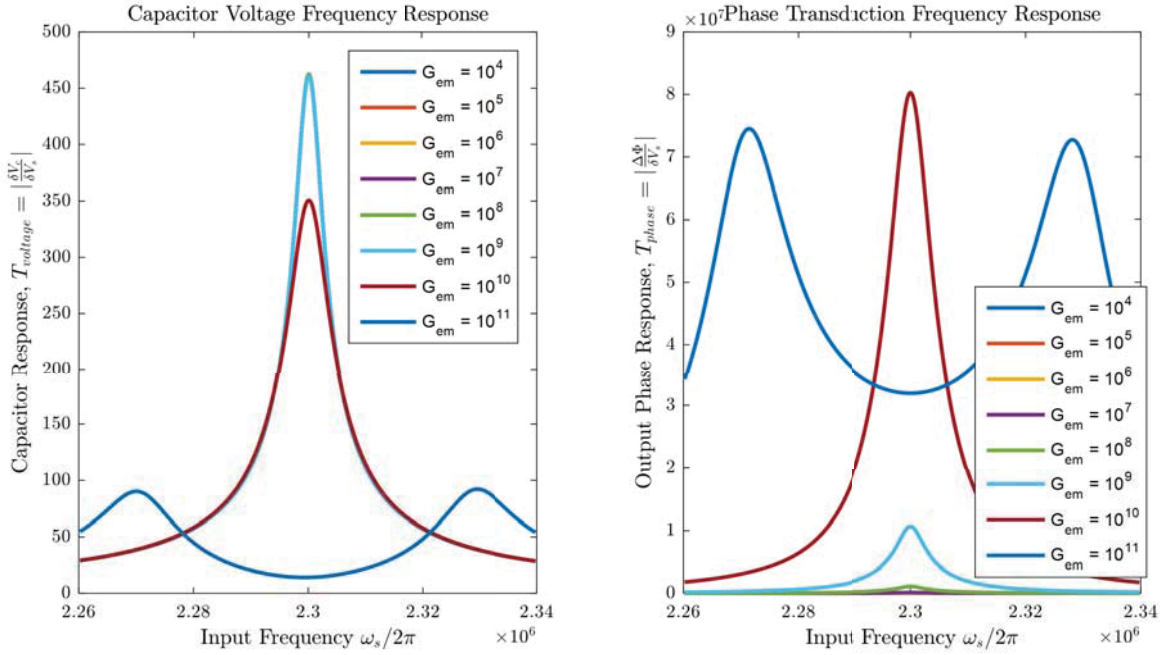 Capacitor Voltage Frequency Response
500
450
400
350
300
250
200
150
100
50
0
Capacitor Response, T_voltage = |δV_c/δV_s|
2.26
2.28
2.3
2.32
2.34
×10^6
Input Frequency ω_s/2π
G_em = 10^4
G_em = 10^5
G_em = 10^6
G_em = 10^7
G_em = 10^8
G_em = 10^9
G_em = 10^10
G_em = 10^11
×10^7 Phase Transduction Frequency Response
9
8
7
6
5
4
3
2
1
0
Output Phase Response, T_phase = |ΔΦ/δV_s|
2.26
2.28
2.3
2.32
2.34
×10^6
Input Frequency ω_s/2π
G_em = 10^4
G_em = 10^5
G_em = 10^6
G_em = 10^7
G_em = 10^8
G_em = 10^9
G_em = 10^10
G_em = 10^11